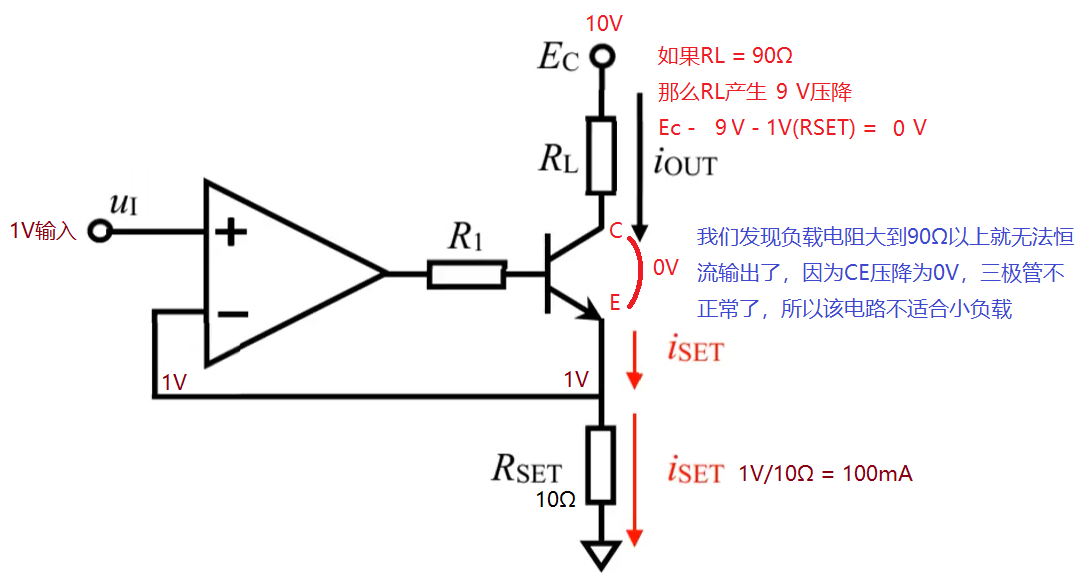 10V
EC
如果RL = 90Ω
那么RL产生 9 V压降
Ec - 9V - 1V(RSET) = 0 V
RL
iOUT
uI
1V输入
+
R1
C
0V
E
我们发现负载电阻大到90Ω以上就无法恒
流输出了，因为CE压降为0V，三极管不
正常了，所以该电路不适合小负载
−
iSET
1V
1V
RSET
10Ω
iSET 1V/10Ω = 100mA